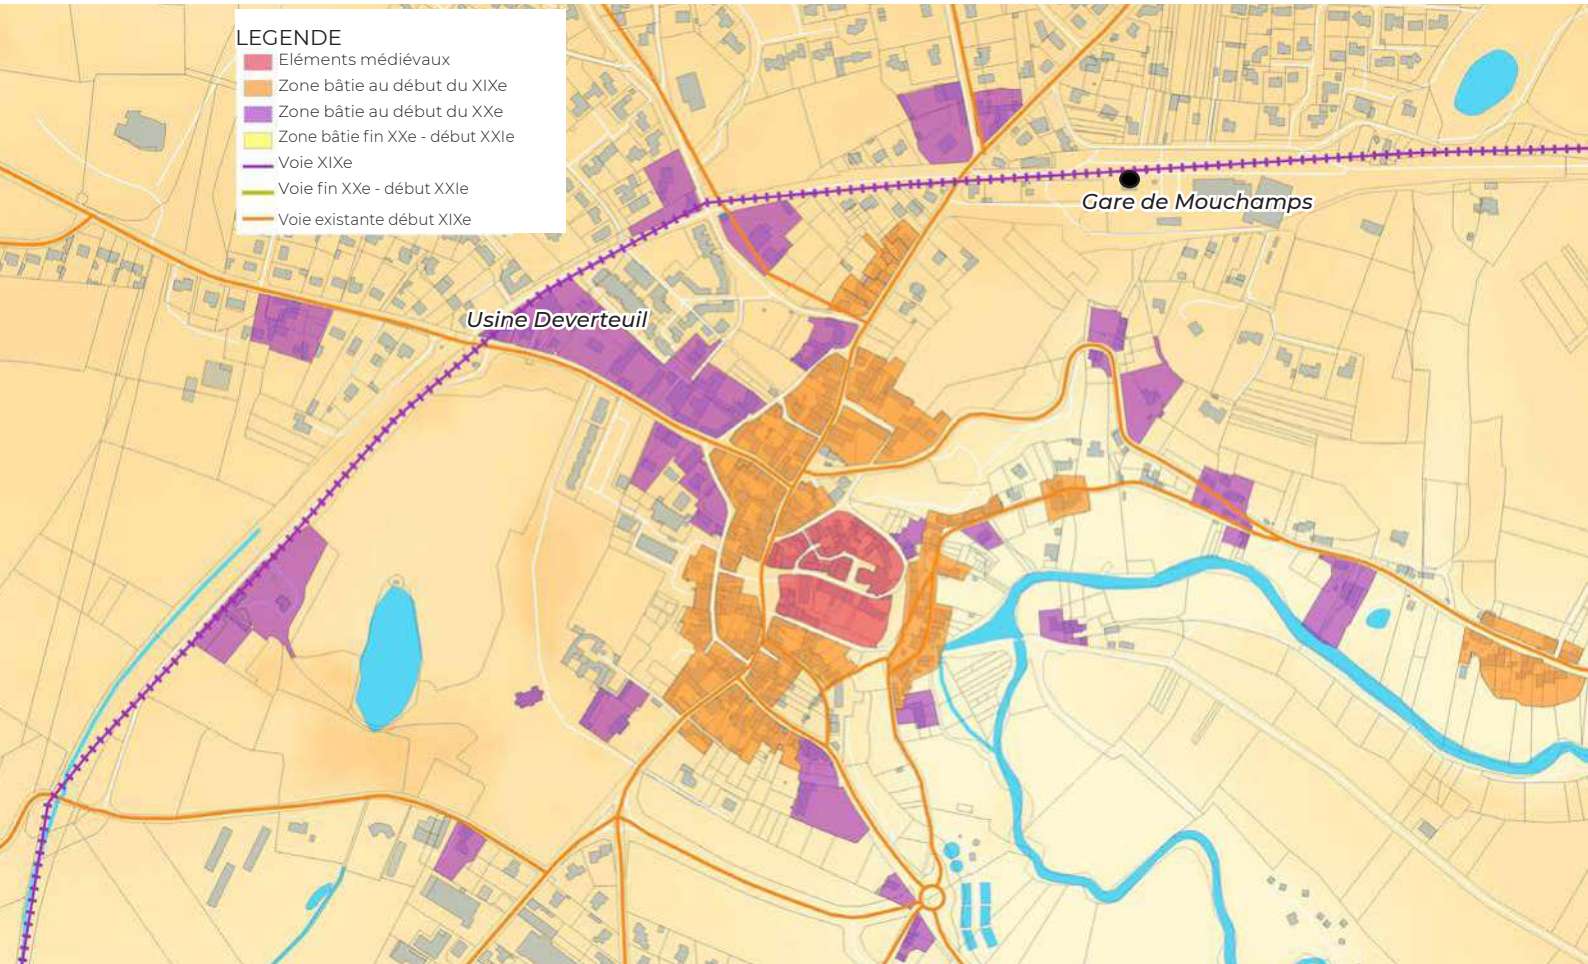 LEGENDE
Eléments médiévaux
Zone bâtie au début du XIXe
Zone bâtie au début du XXe
Zone bâtie fin XXe - début XXIe
Voie XIXe
Voie fin XXe - début XXIe
Voie existante début XIXe
Gare de Mouchamps
Usine Deverteuil